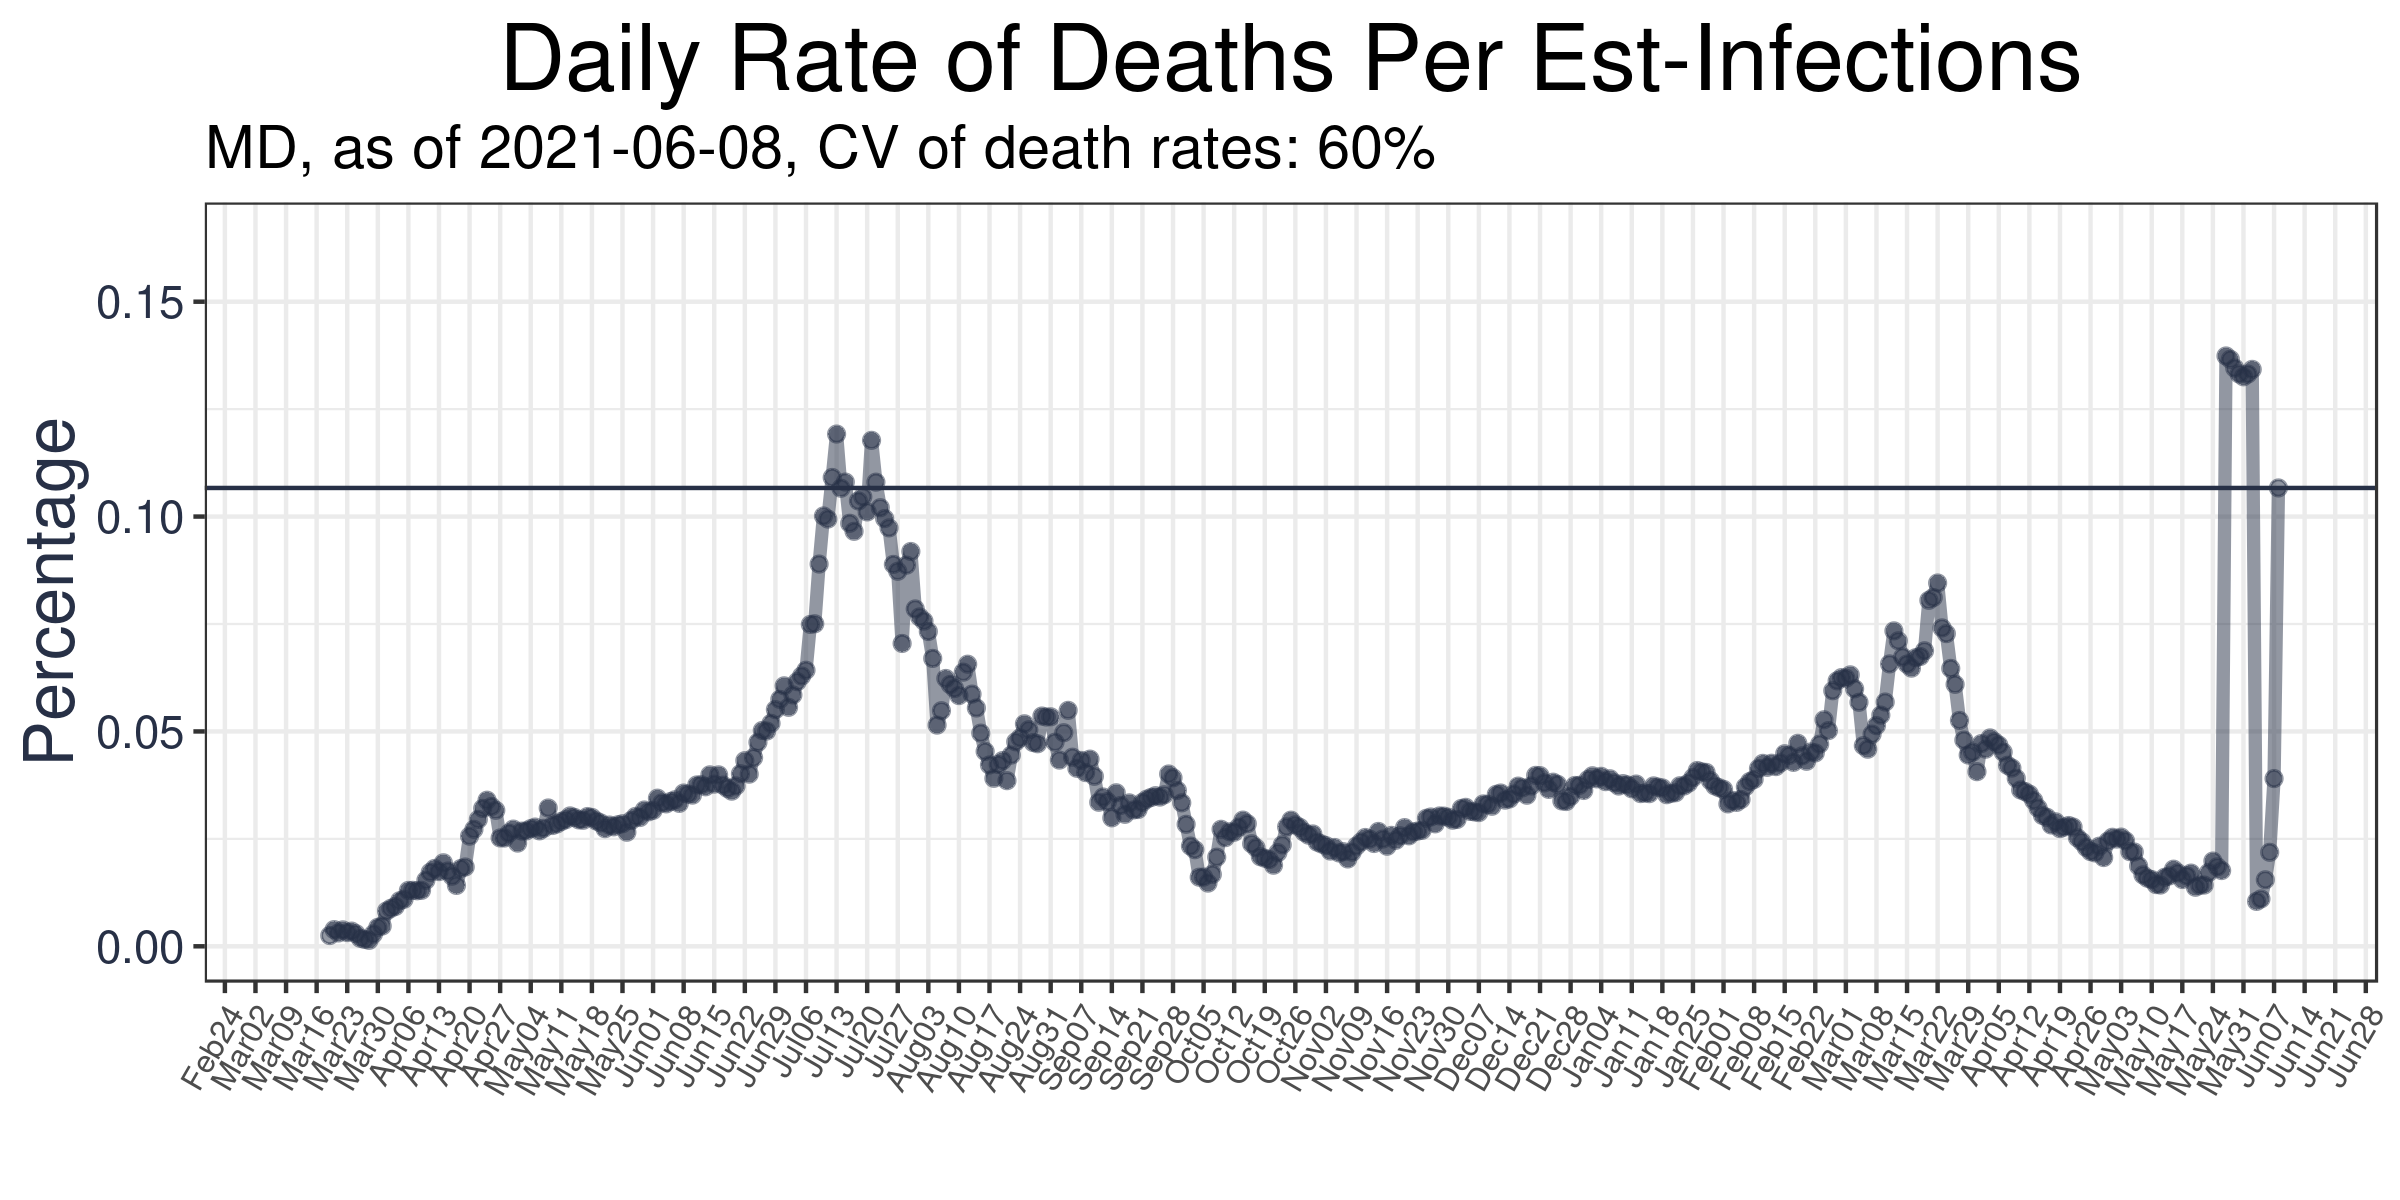 Daily Rate of Deaths Per Est-Infections
MD, as of 2021-06-08, CV of death rates: 60%
Percentage
0.15
0.10
0.05
0.00
Feb24
Mar02
Mar09
Mar16
Mar23
Mar30
Apr06
Apr13
Apr20
Apr27
May04
May11
May18
May25
Jun01
Jun08
Jun15
Jun22
Jun29
Jul06
Jul13
Jul20
Jul27
Aug03
Aug10
Aug17
Aug24
Aug31
Sep07
Sep14
Sep21
Sep28
Oct05
Oct12
Oct19
Oct26
Nov02
Nov09
Nov16
Nov23
Nov30
Dec07
Dec14
Dec21
Dec28
Jan04
Jan11
Jan18
Jan25
Feb01
Feb08
Feb15
Feb22
Mar01
Mar08
Mar15
Mar22
Mar29
Apr05
Apr12
Apr19
Apr26
May03
May10
May17
May24
May31
Jun07
Jun14
Jun21
Jun28